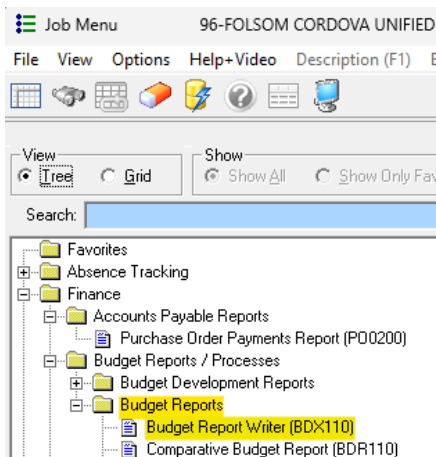 Job Menu 96-FOLSOM CORDOVA UNIFIED
File View Options Help+Video Description (F1)
View Show
Tree Grid Show All Show Only Fav
Search:
Favorites
Absence Tracking
Finance
Accounts Payable Reports
Purchase Order Payments Report (PO0200)
Budget Reports / Processes
Budget Development Reports
Budget Reports
Budget Report Writer (BDX110)
Comparative Budget Report (BDR110)